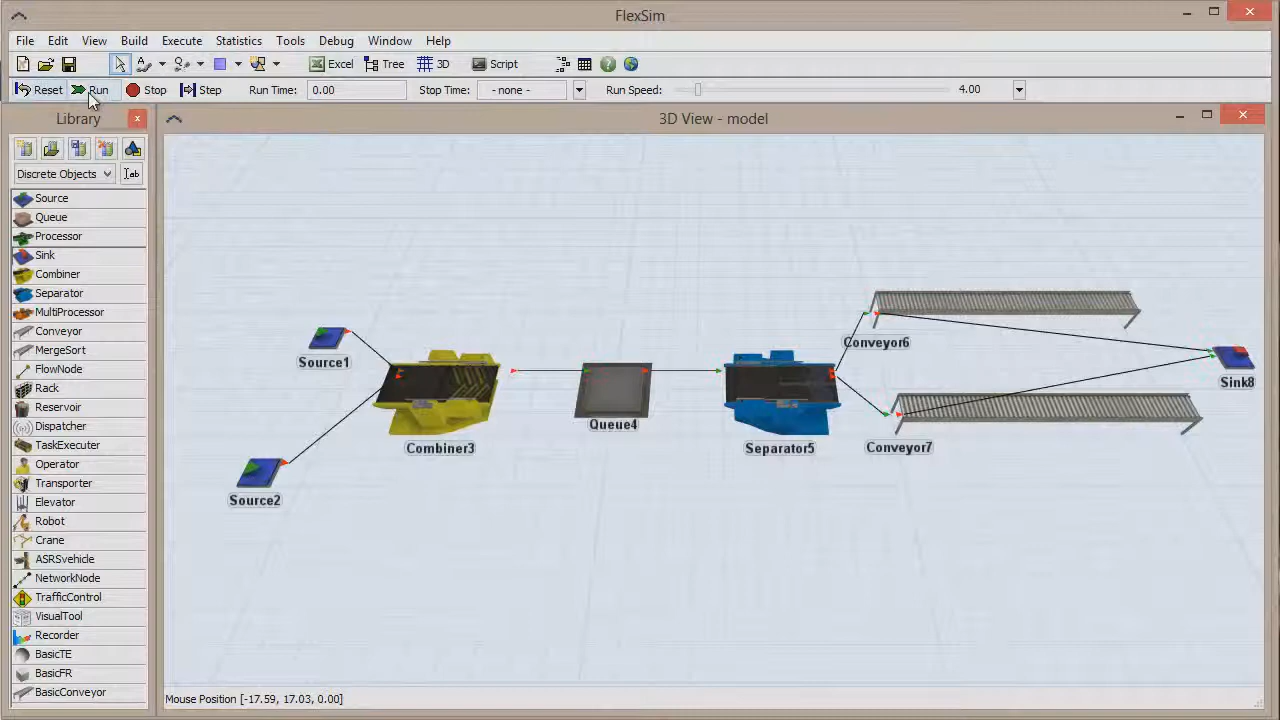 FlexSim
File Edit View Build Execute Statistics Tools Debug Window Help
Excel Tree 3D Script
Reset Run Stop Step Run Time: 0.00 Stop Time: - none - Run Speed: 4.00
Library
3D View - model
Discrete Objects
Source
Queue
Processor
Sink
Combiner
Separator
MultiProcessor
Conveyor
MergeSort
FlowNode
Rack
Reservoir
Dispatcher
TaskExecuter
Operator
Transporter
Elevator
Robot
Crane
ASRSvehicle
NetworkNode
TrafficControl
VisualTool
Recorder
BasicTE
BasicFR
BasicConveyor
Source1
Source2
Combiner3
Queue4
Separator5
Conveyor6
Conveyor7
Sink8
Mouse Position [-17.59, 17.03, 0.00]